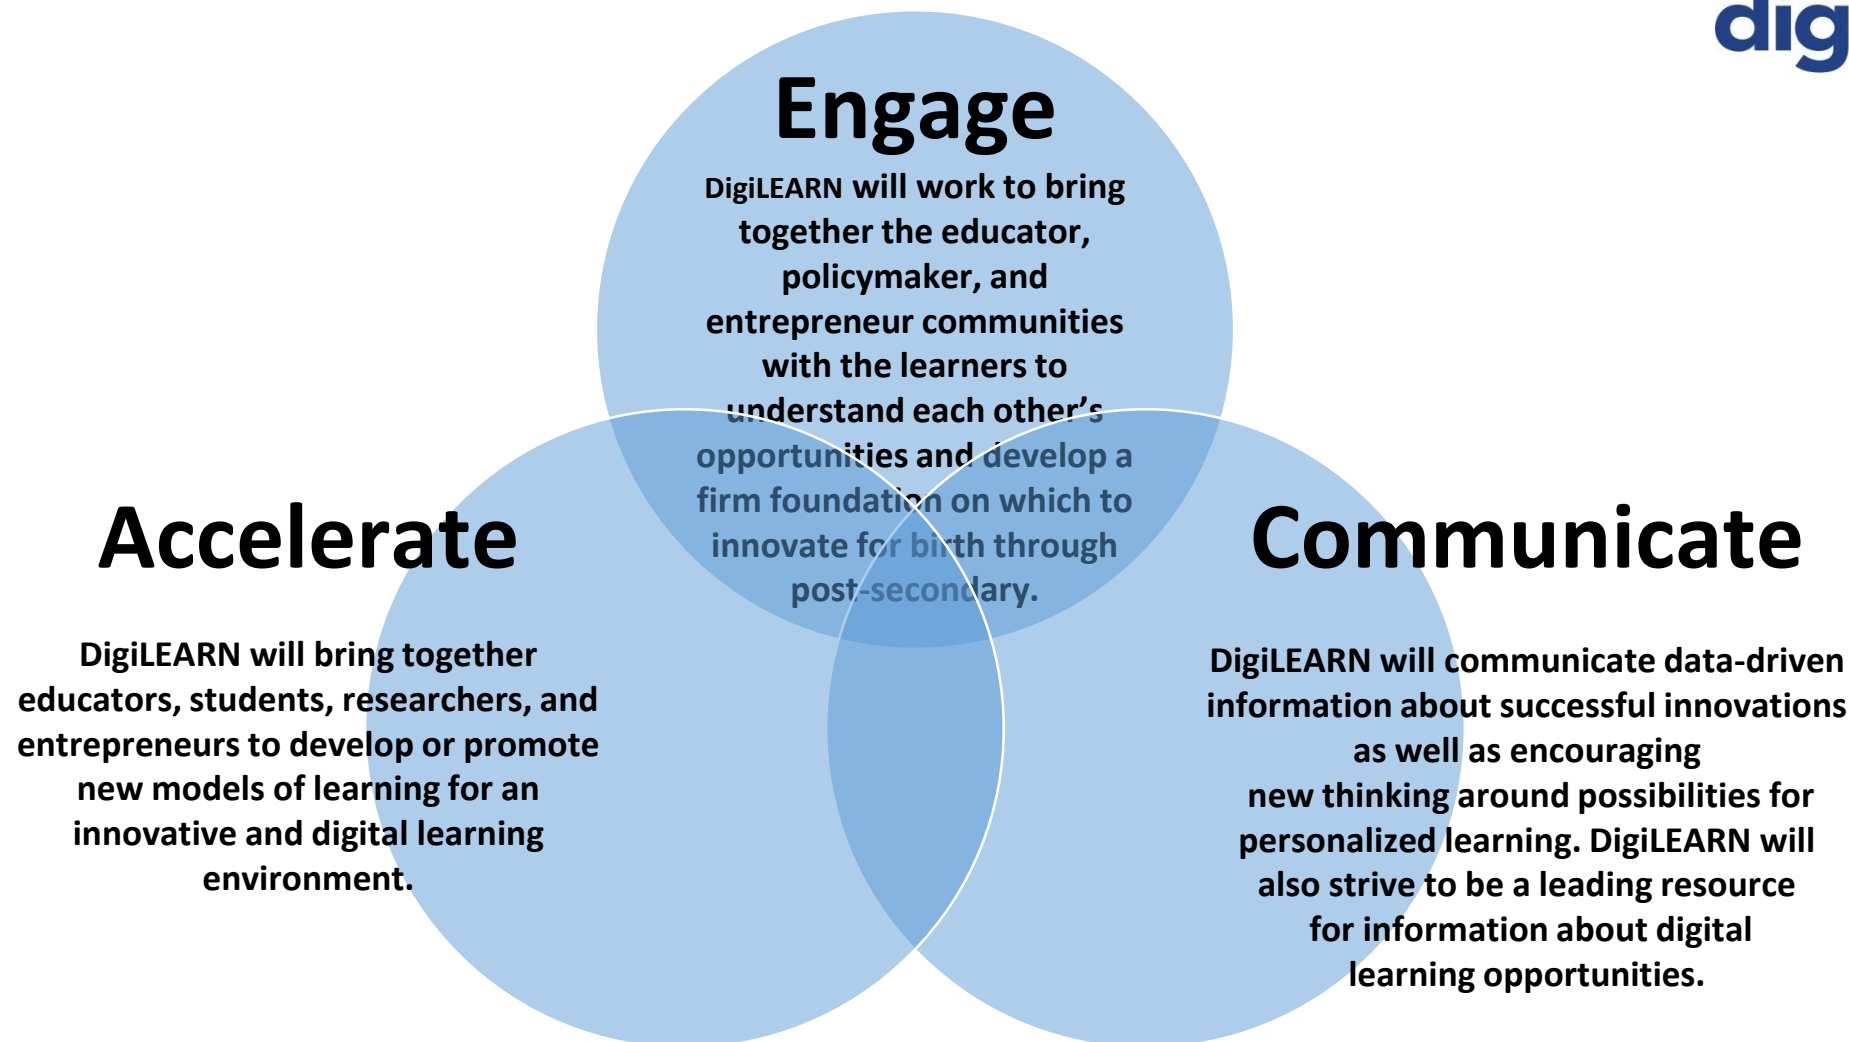 dig
Engage
DigiLEARN will work to bring
together the educator,
policymaker, and
entrepreneur communities
with the learners to
understand each other’s
opportunities and develop a
firm foundation on which to
innovate for birth through
post-secondary.
Accelerate
DigiLEARN will bring together
educators, students, researchers, and
entrepreneurs to develop or promote
new models of learning for an
innovative and digital learning
environment.
Communicate
DigiLEARN will communicate data-driven
information about successful innovations
as well as encouraging
new thinking around possibilities for
personalized learning. DigiLEARN will
also strive to be a leading resource
for information about digital
learning opportunities.